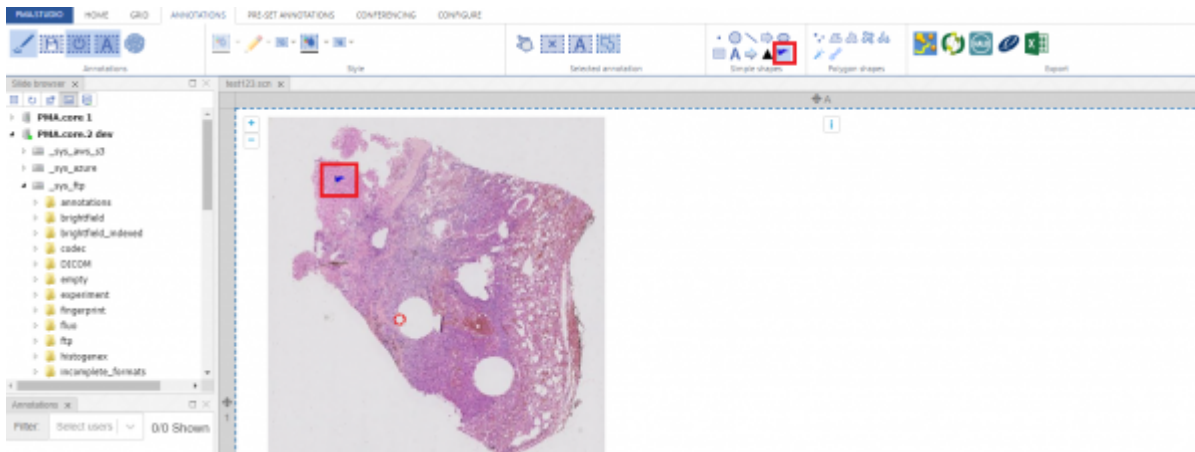 PMA.STUDIO HOME GRID ANNOTATIONS PRE-SET ANNOTATIONS CONFERENCING CONFIGURE
A A A
Annotations Style Selected annotation Simple shapes Polygon shapes Export
Slide browser test123.scn
A
PMA.core 1
PMA.core.2 dev
_sys_aws_s3
_sys_azure
_sys_ftp
annotations
brightfield
brightfield_indexed
codec
DICOM
empty
experiment
fingerprint
fluo
ftp
histogenex
incomplete_formats
Annotations
1
Filter: Select users 0/0 Shown